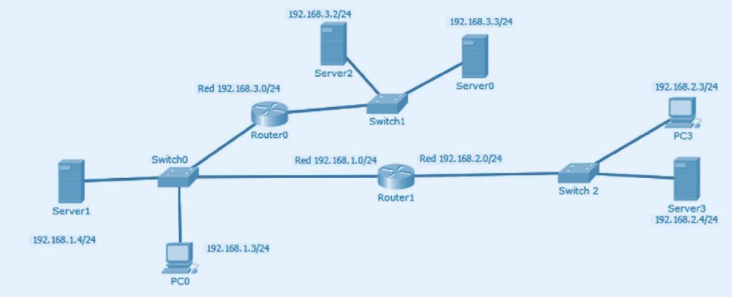 192.168.3.2/24
192.168.3.3/24
Server2
Server0
Red 192.168.3.0/24
192.168.2.3/24
Switch1
Router0
PC3
Switch0
Red 192.168.1.0/24
Red 192.168.2.0/24
Server1
Router1
Switch 2
Server3
192.168.2.4/24
192.168.1.4/24
192.168.1.3/24
PC0